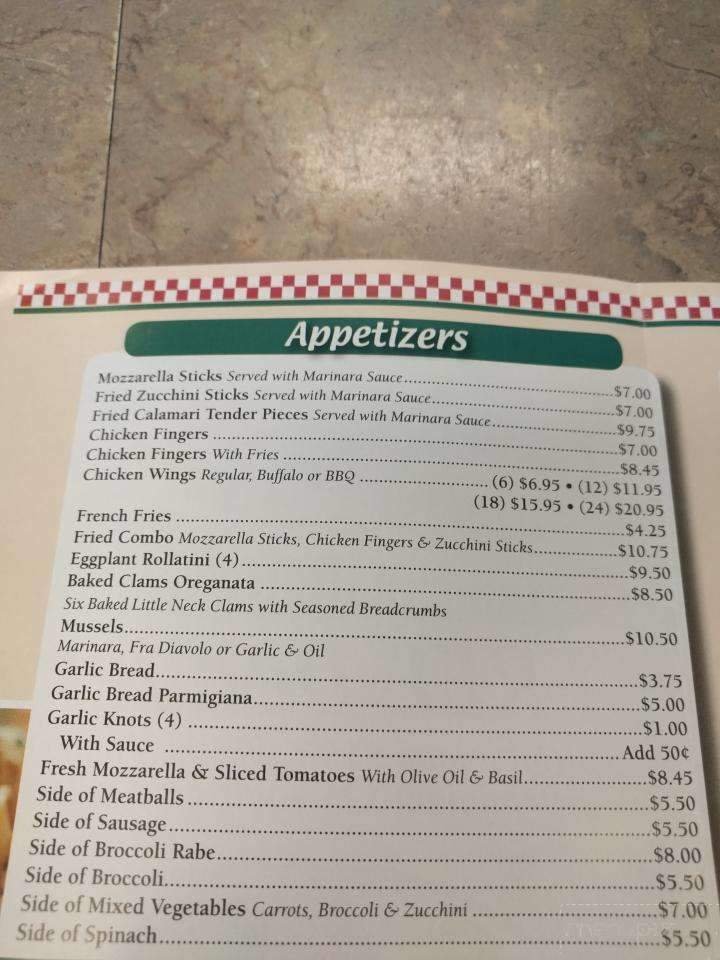 Appetizers
Mozzarella Sticks Served with Marinara Sauce..........$7.00
Fried Zucchini Sticks Served with Marinara Sauce..........$7.00
Fried Calamari Tender Pieces Served with Marinara Sauce..........$9.75
Chicken Fingers ..........$7.00
Chicken Fingers With Fries ..........$8.45
Chicken Wings Regular, Buffalo or BBQ .......... (6) $6.95 • (12) $11.95
(18) $15.95 • (24) $20.95
French Fries ..........$4.25
Fried Combo Mozzarella Sticks, Chicken Fingers & Zucchini Sticks..........$10.75
Eggplant Rollatini (4)..........$9.50
Baked Clams Oreganata ..........$8.50
Six Baked Little Neck Clams with Seasoned Breadcrumbs
Mussels..........$10.50
Marinara, Fra Diavolo or Garlic & Oil
Garlic Bread..........$3.75
Garlic Bread Parmigiana..........$5.00
Garlic Knots (4) ..........$1.00
With Sauce ..........Add 50¢
Fresh Mozzarella & Sliced Tomatoes With Olive Oil & Basil..........$8.45
Side of Meatballs ..........$5.50
Side of Sausage..........$5.50
Side of Broccoli Rabe..........$8.00
Side of Broccoli..........$5.50
Side of Mixed Vegetables Carrots, Broccoli & Zucchini ..........$7.00
Side of Spinach..........$5.50